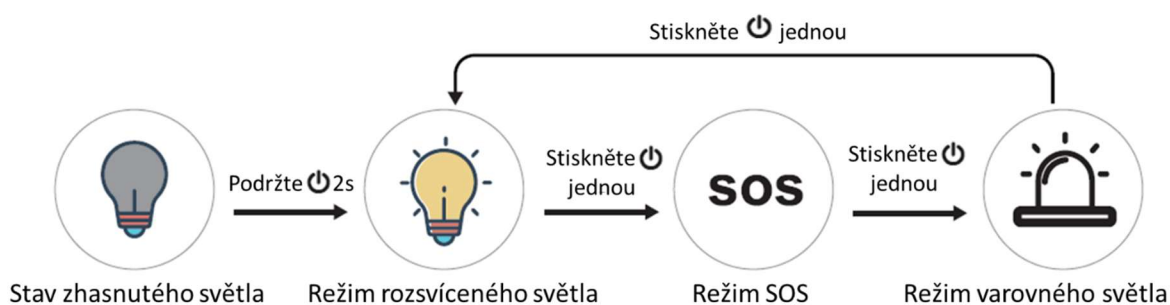 Stiskněte ⏻ jednou
Podržte ⏻ 2s
Stiskněte ⏻
jednou
SOS
Stiskněte ⏻
jednou
Stav zhasnutého světla
Režim rozsvíceného světla
Režim SOS
Režim varovného světla